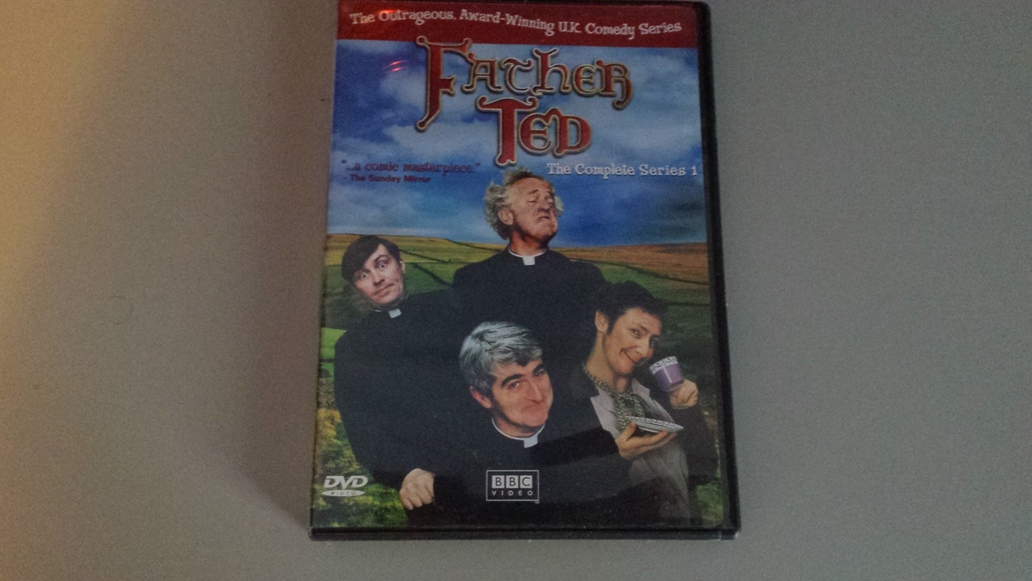 The Outrageous, Award-Winning U.K. Comedy Series
Father
Ted
"...a comic masterpiece."
- The Sunday Mirror
The Complete Series 1
DVD
VIDEO
BBC
VIDEO